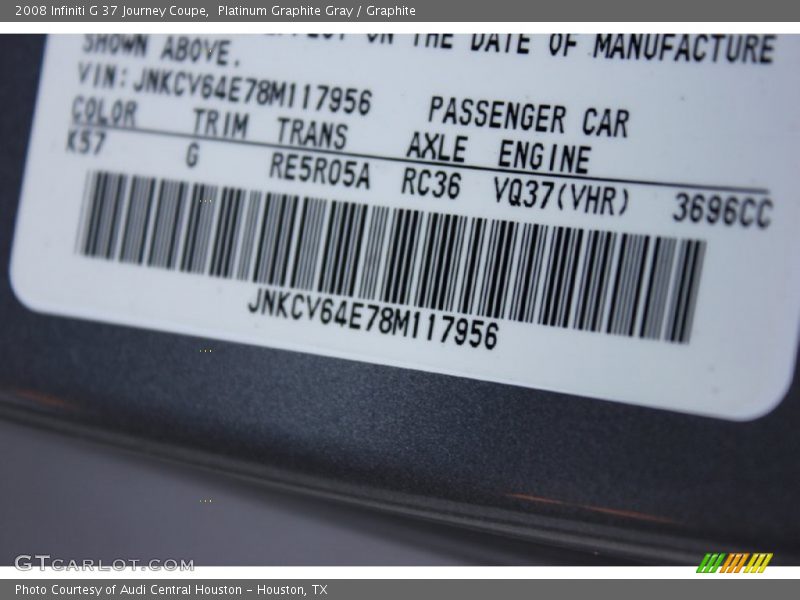 2008 Infiniti G 37 Journey Coupe, Platinum Graphite Gray / Graphite
ON THE DATE OF MANUFACTURE
SHOWN ABOVE.
VIN: JNKCV64E78M117956 PASSENGER CAR
COLOR TRIM TRANS AXLE ENGINE
K57 G RE5R05A RC36 VQ37(VHR) 3696CC
JNKCV64E78M117956
GTCARLOT.COM
Photo Courtesy of Audi Central Houston – Houston, TX